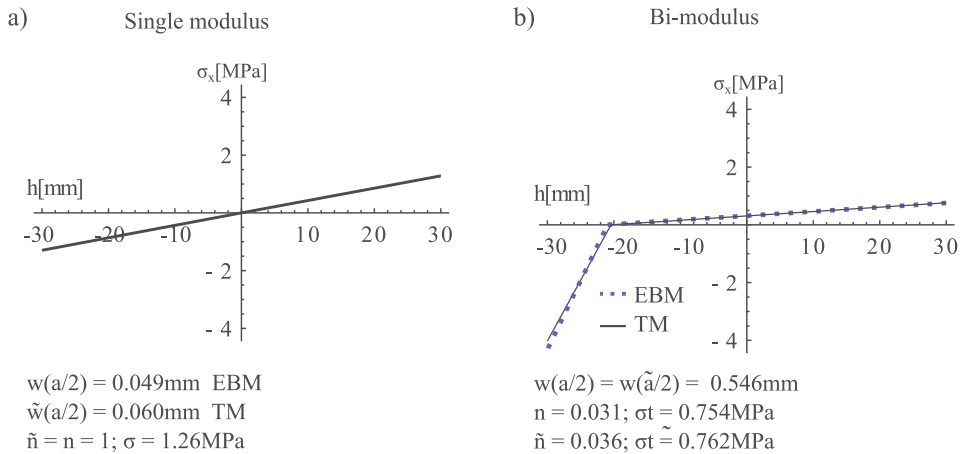 a)
Single modulus
σx[MPa]
4
2
h[mm]
-30 -20 -10 10 20 30
- 2
- 4
w(a/2) = 0.049mm EBM
w̃(a/2) = 0.060mm TM
ñ = n = 1; σ = 1.26MPa
b)
Bi-modulus
σx[MPa]
4
2
h[mm]
-30 -20 -10 10 20 30
- 2
EBM
TM
- 4
w(a/2) = w(ã/2) = 0.546mm
n = 0.031; σt = 0.754MPa
ñ = 0.036; σt ̃= 0.762MPa